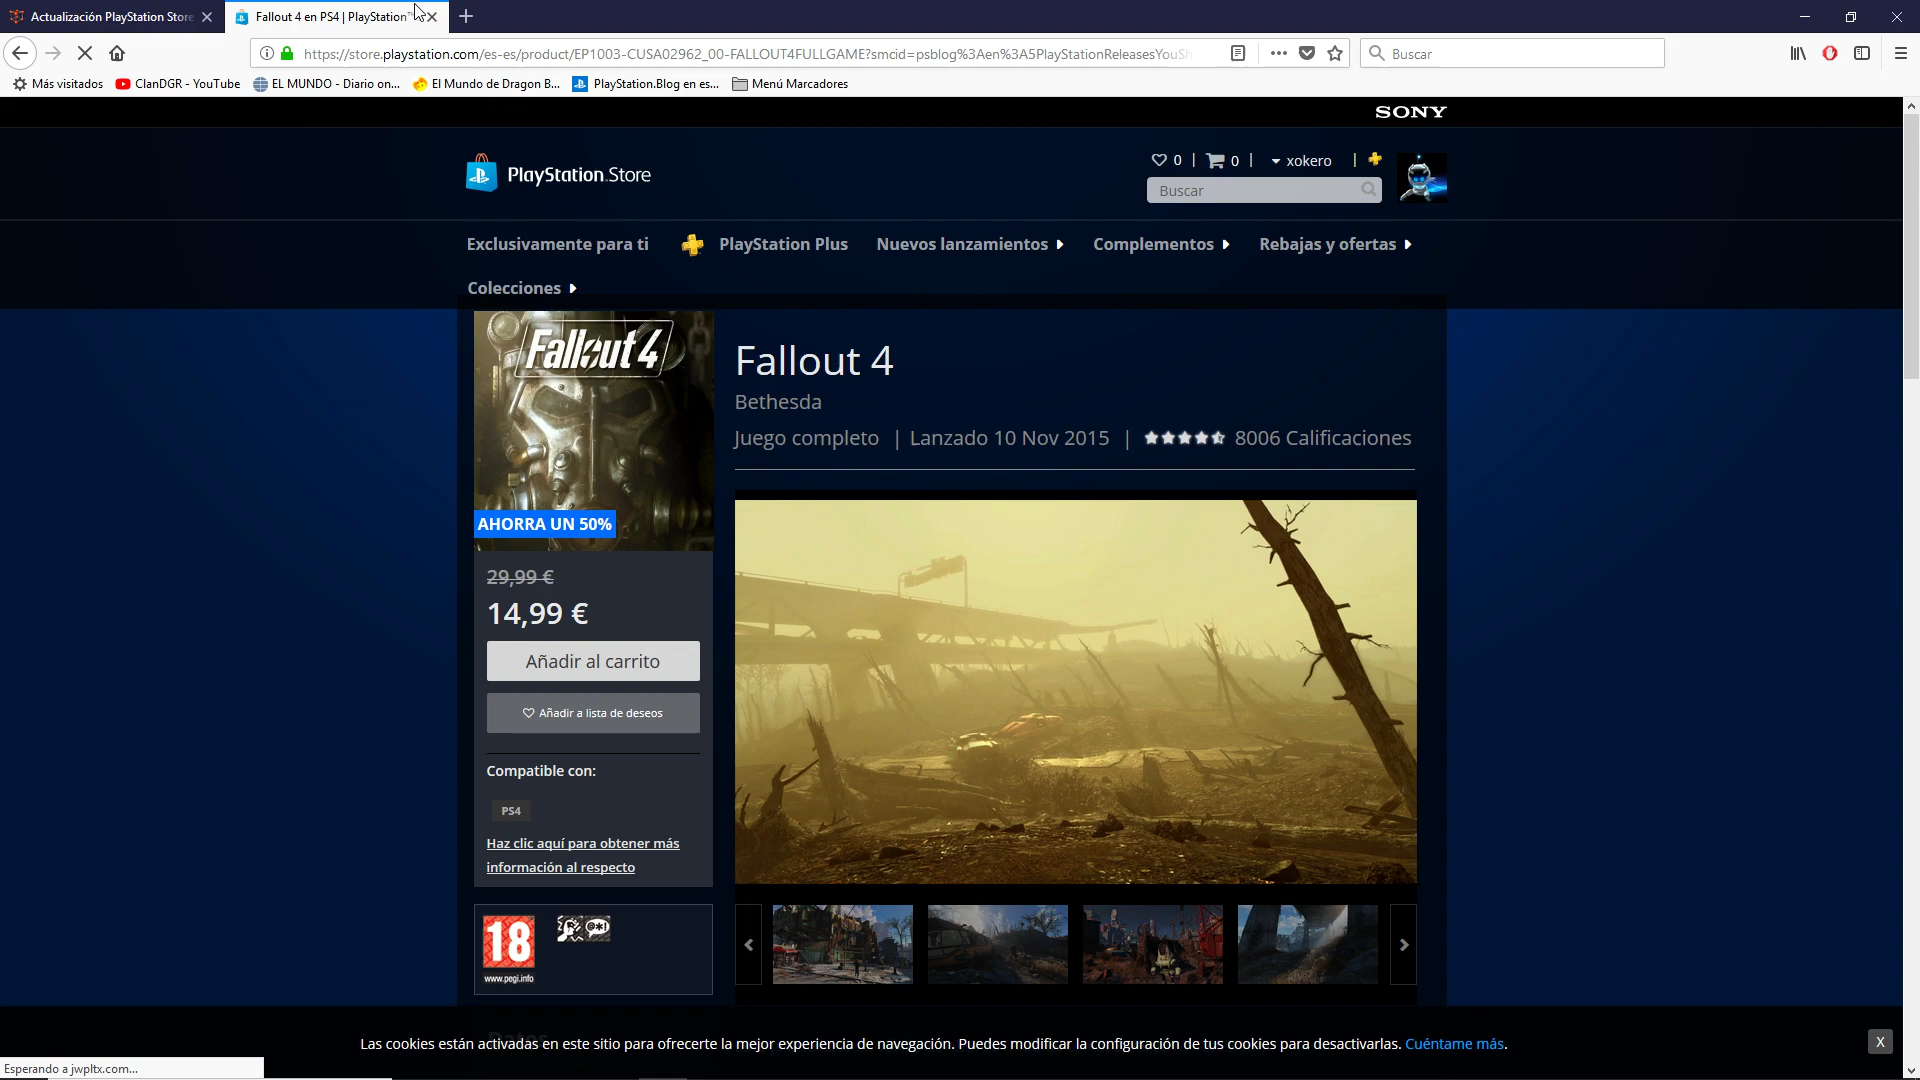 Actualización PlayStation Store
Fallout 4 en PS4 | PlayStation™
https://store.playstation.com/es-es/product/EP1003-CUSA02962_00-FALLOUT4FULLGAME?smcid=psblog%3Aen%3A5PlayStationReleasesYouSh
Buscar
Más visitados
ClanDGR - YouTube
EL MUNDO - Diario on...
El Mundo de Dragon B...
PlayStation.Blog en es...
Menú Marcadores
SONY
PlayStation Store
0 | 0 | xokero |
Buscar
Exclusivamente para ti
PlayStation Plus
Nuevos lanzamientos
Complementos
Rebajas y ofertas
Colecciones
Fallout 4
AHORRA UN 50%
29,99 €
14,99 €
Añadir al carrito
Añadir a lista de deseos
Compatible con:
PS4
Haz clic aquí para obtener más
información al respecto
18
www.pegi.info
@*!
Fallout 4
Bethesda
Juego completo | Lanzado 10 Nov 2015 | 8006 Calificaciones
Las cookies están activadas en este sitio para ofrecerte la mejor experiencia de navegación. Puedes modificar la configuración de tus cookies para desactivarlas. Cuéntame más.
X
Esperando a jwpltx.com...